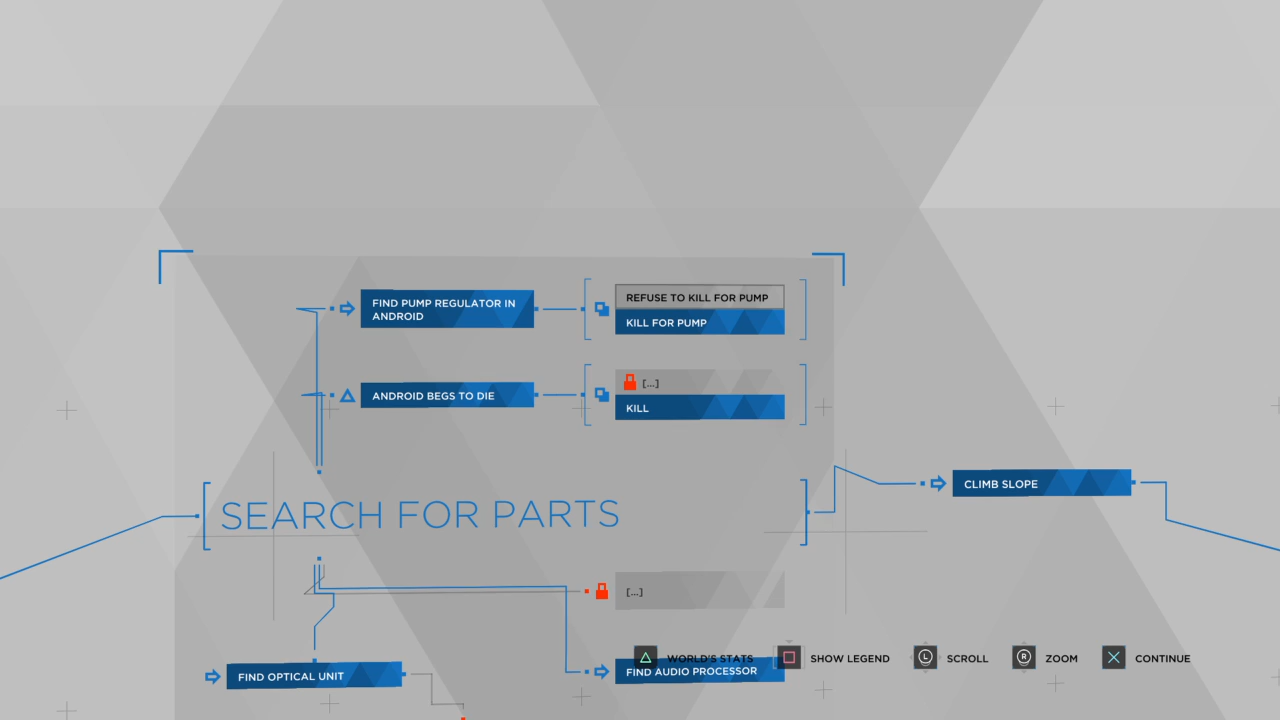 FIND PUMP REGULATOR IN
ANDROID
REFUSE TO KILL FOR PUMP
KILL FOR PUMP
ANDROID BEGS TO DIE
[...]
KILL
CLIMB SLOPE
SEARCH FOR PARTS
[...]
FIND OPTICAL UNIT
FIND AUDIO PROCESSOR
WORLD'S STATS
SHOW LEGEND
L
SCROLL
R
ZOOM
CONTINUE